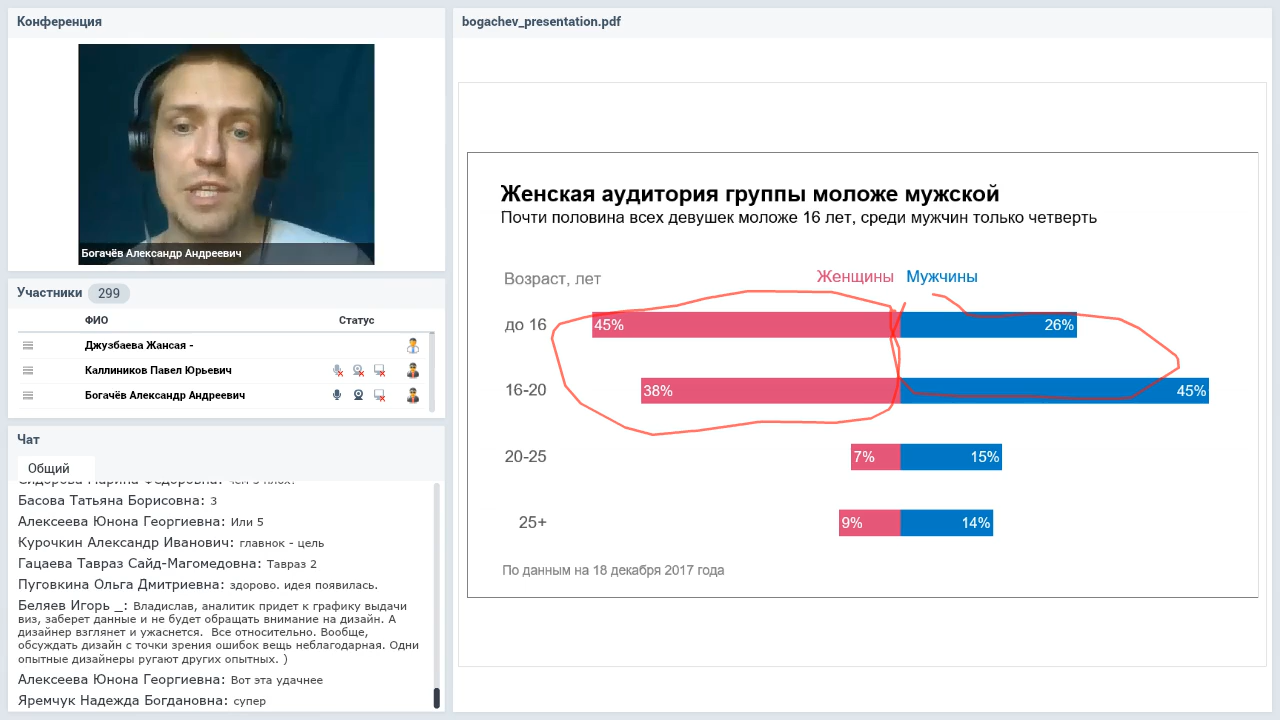 Конференция
Богачёв Александр Андреевич
Участники 299
ФИО Статус
Джузбаева Жансая -
Каллиников Павел Юрьевич
Богачёв Александр Андреевич
Чат
Общий
Басова Татьяна Борисовна: 3
Алексеева Юнона Георгиевна: Или 5
Курочкин Александр Иванович: главнок - цель
Гацаева Тавраз Сайд-Магомедовна: Тавраз 2
Пуговкина Ольга Дмитриевна: здорово. идея появилась.
Беляев Игорь _: Владислав, аналитик придет к графику выдачи
виз, заберет данные и не будет обращать внимание на дизайн. А
дизайнер взглянет и ужаснется. Все относительно. Вообще,
обсуждать дизайн с точки зрения ошибок вещь неблагодарная. Одни
опытные дизайнеры ругают других опытных. )
Алексеева Юнона Георгиевна: Вот эта удачнее
Яремчук Надежда Богдановна: супер
bogachev_presentation.pdf
Женская аудитория группы моложе мужской
Почти половина всех девушек моложе 16 лет, среди мужчин только четверть
Возраст, лет Женщины Мужчины
до 16 45% 26%
16-20 38% 45%
20-25 7% 15%
25+ 9% 14%
По данным на 18 декабря 2017 года